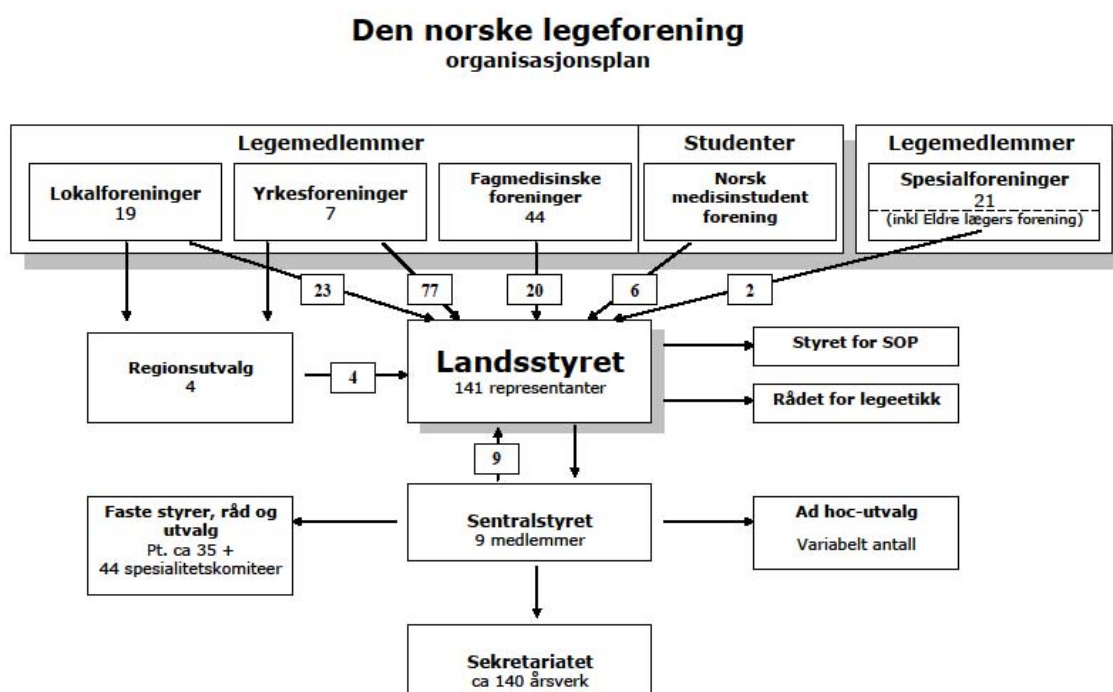 Den norske legeforening
organisasjonsplan
Legemedlemmer
Studenter
Legemedlemmer
Lokalforeninger
19
Yrkesforeninger
7
Fagmedisinske
foreninger
44
Norsk
medisinstudent
forening
Spesialforeninger
21
(inkl Eldre lægers forening)
23
77
20
6
2
Regionsutvalg
4
4
Landsstyret
141 representanter
Styret for SOP
Rådet for legeetikk
9
Faste styrer, råd og
utvalg
Pt. ca 35 +
44 spesialitetskomiteer
Sentralstyret
9 medlemmer
Ad hoc-utvalg
Variabelt antall
Sekretariatet
ca 140 årsverk